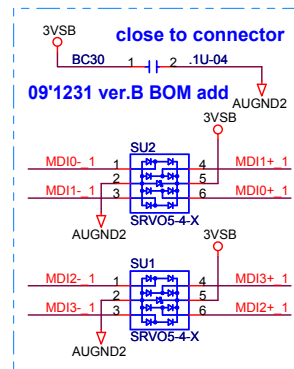 3VSB
close to connector
BC30 1 2 .1U-04
09'1231 ver.B BOM add
AUGND2
3VSB
SU2
MDI0-_1 1 4 MDI1+_1
2 5
MDI1-_1 3 6 MDI0+_1
SRVO5-4-X
AUGND2
3VSB
SU1
MDI2-_1 1 4 MDI3+_1
2 5
MDI3-_1 3 6 MDI2+_1
SRVO5-4-X
AUGND2